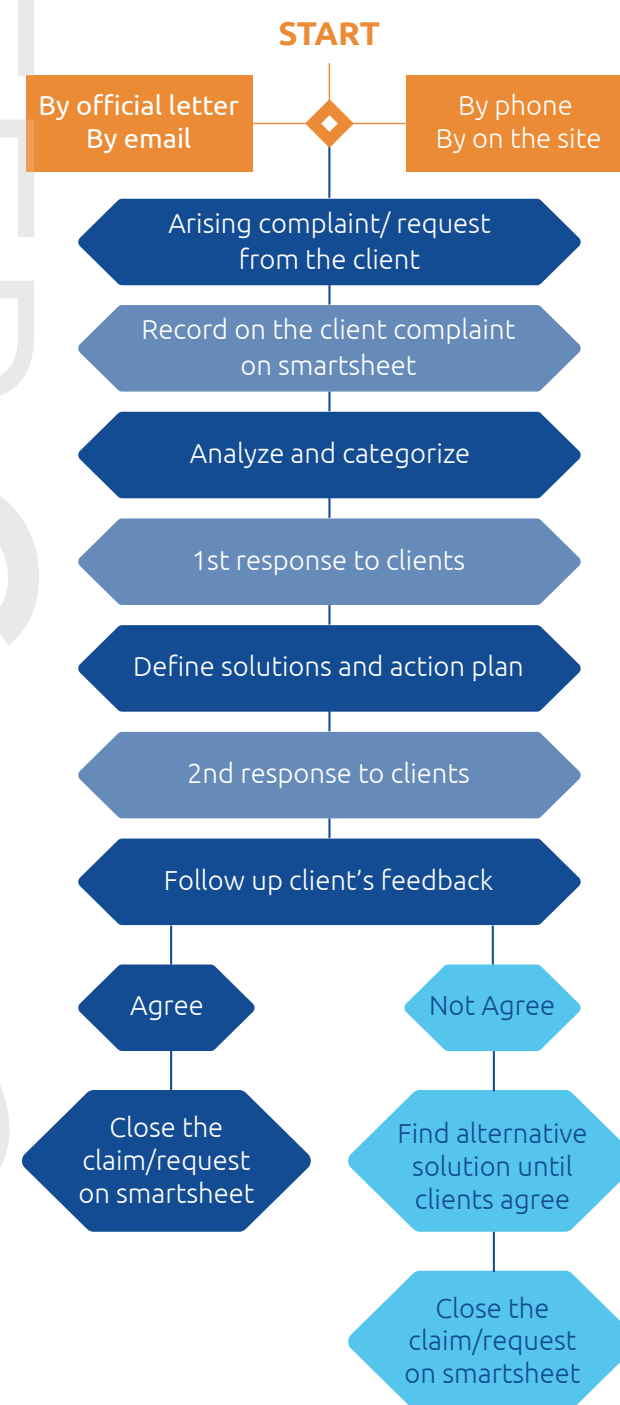 START
By official letter
By email
By phone
By on the site
Arising complaint/ request
from the client
Record on the client complaint
on smartsheet
Analyze and categorize
1st response to clients
Define solutions and action plan
2nd response to clients
Follow up client’s feedback
Agree
Not Agree
Close the
claim/request
on smartsheet
Find alternative
solution until
clients agree
Close the
claim/request
on smartsheet